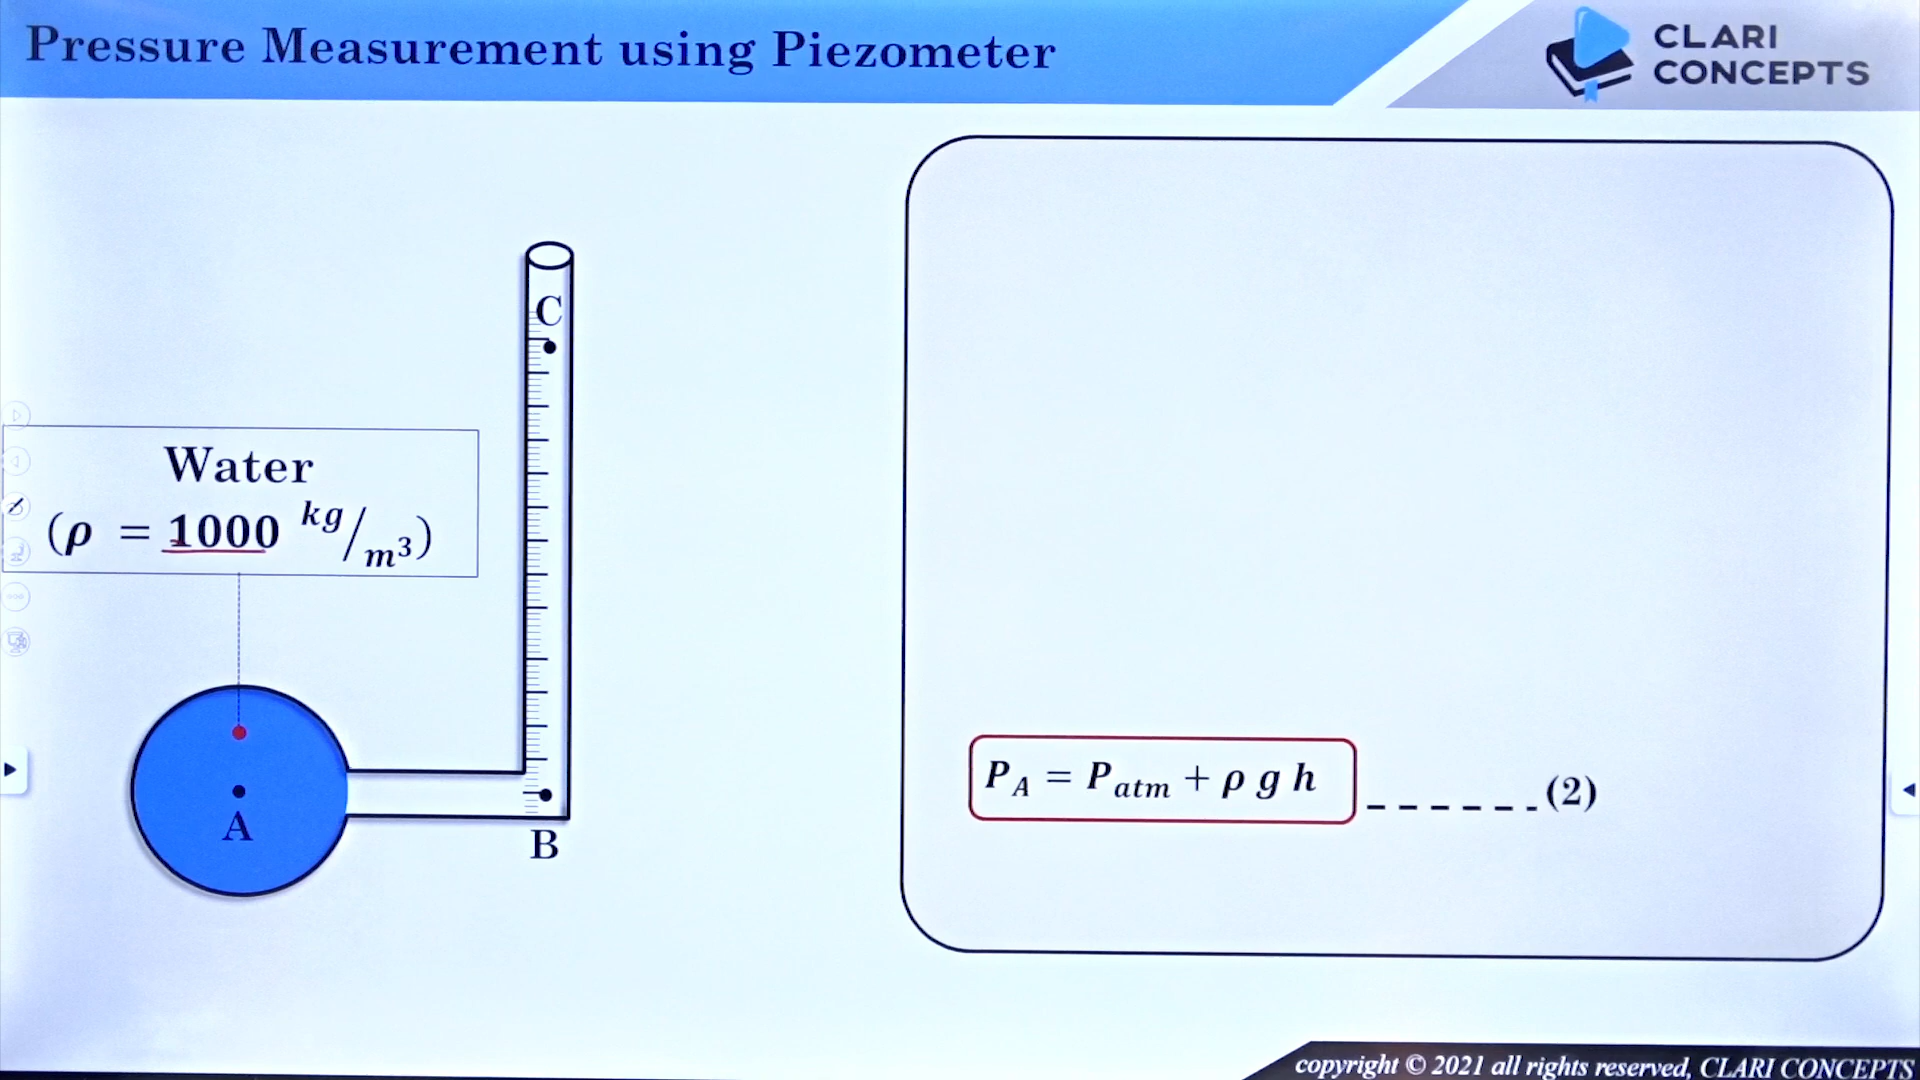 Pressure Measurement using Piezometer
CLARI
CONCEPTS
C
Water
(ρ = 1000 kg/m³)
A
B
P_A = P_atm + ρ g h ------(2)
copyright © 2021 all rights reserved, CLARI CONCEPTS